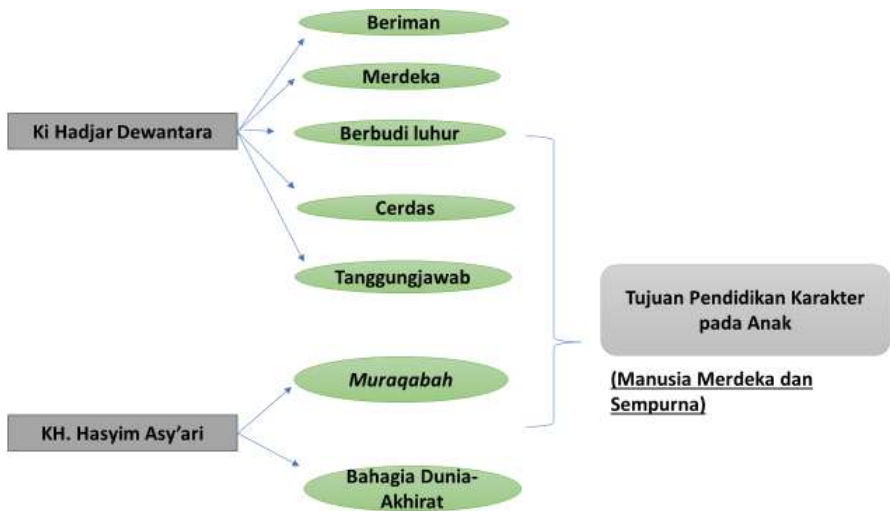 Beriman
Merdeka
Ki Hadjar Dewantara
Berbudi luhur
Cerdas
Tanggungjawab
Tujuan Pendidikan Karakter
pada Anak
Muraqabah
(Manusia Merdeka dan
Sempurna)
KH. Hasyim Asy'ari
Bahagia Dunia-
Akhirat